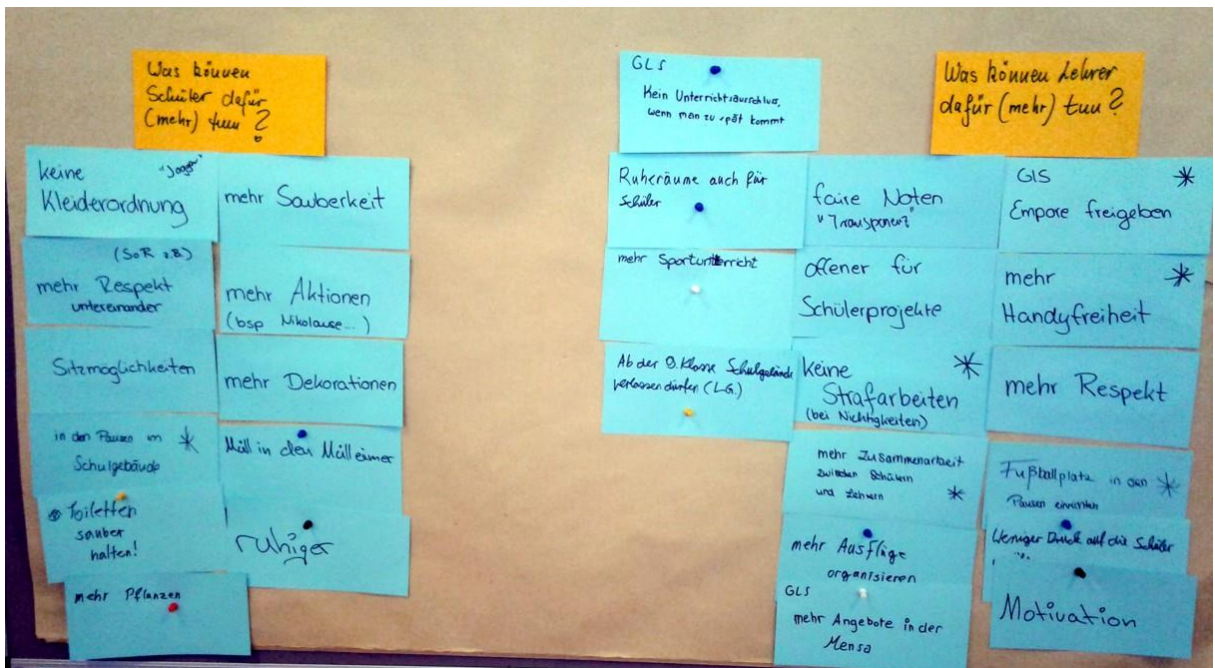 Was können
Schüler dafür
(mehr) tun?
keine "Jogger"
Kleiderordnung
(SoR z.B.)
mehr Respekt
untereinander
Sitzmöglichkeiten
in den Pausen im *
Schulgebäude
Toiletten
sauber
halten!
mehr Pflanzen
mehr Sauberkeit
mehr Aktionen
(bsp Nikolause...)
mehr Dekorationen
Müll in den Mülleimer
ruhiger
GLS
Kein Unterrichtsausschluss,
wenn man zu spät kommt
Ruheräume auch für
Schüler
mehr Sportunterricht
Ab der 9. Klasse Schulgelände
verlassen dürfen (LG.)
Was können Lehrer
dafür (mehr) tun?
faire Noten
"Transparenz"
offener für
Schülerprojekte
keine *
Strafarbeiten
(bei Nichtigkeiten)
mehr Zusammenarbeit
zwischen Schülern
und Lehrern *
mehr Ausflüge
organisieren
GLS
mehr Angebote in der
Mensa
GLS *
Empore freigeben
mehr *
Handyfreiheit
mehr Respekt
Fußballplatz in den *
Pausen einrichten
Weniger Druck auf die Schüler
Motivation